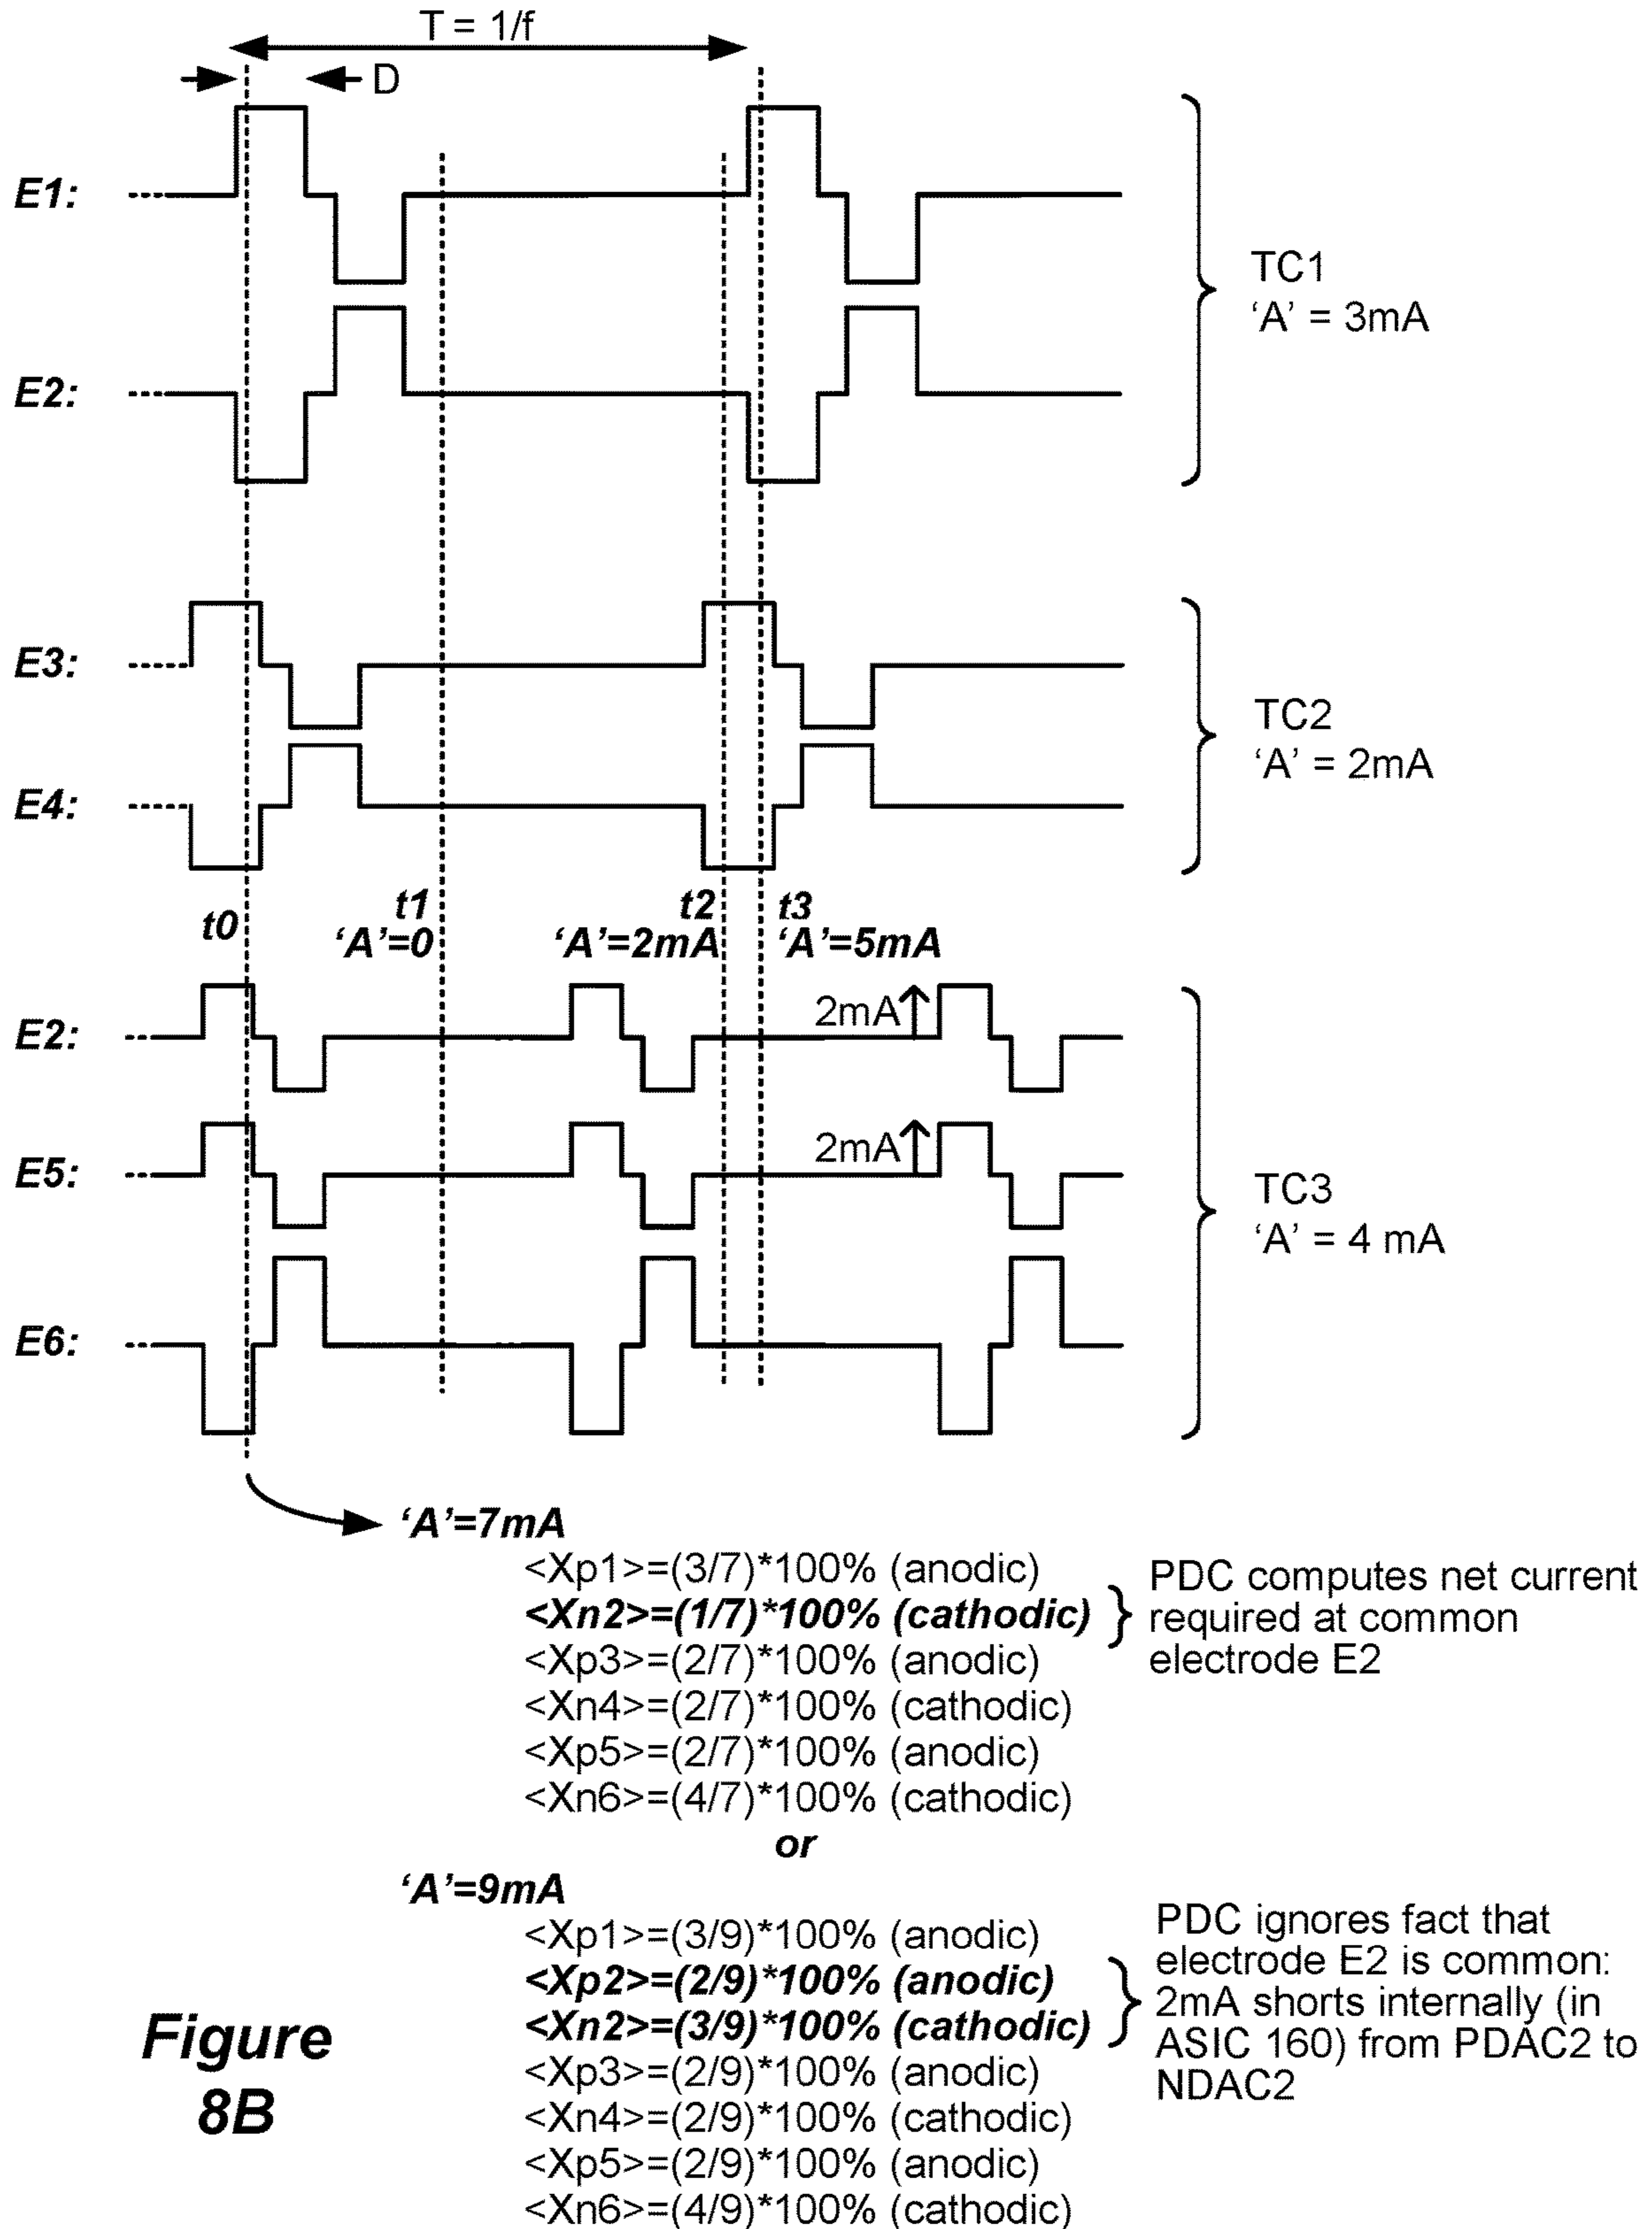 T = 1/f
D
E1:
TC1
‘A’ = 3mA
E2:
E3:
TC2
‘A’ = 2mA
E4:
t0
t1
‘A’=0
t2
‘A’=2mA
t3
‘A’=5mA
E2:
2mA
E5:
2mA
TC3
‘A’ = 4 mA
E6:
‘A’=7mA
<Xp1>=(3/7)*100% (anodic)
<Xn2>=(1/7)*100% (cathodic)
<Xp3>=(2/7)*100% (anodic)
<Xn4>=(2/7)*100% (cathodic)
<Xp5>=(2/7)*100% (anodic)
<Xn6>=(4/7)*100% (cathodic)
PDC computes net current
required at common
electrode E2
or
‘A’=9mA
<Xp1>=(3/9)*100% (anodic)
<Xp2>=(2/9)*100% (anodic)
<Xn2>=(3/9)*100% (cathodic)
<Xp3>=(2/9)*100% (anodic)
<Xn4>=(2/9)*100% (cathodic)
<Xp5>=(2/9)*100% (anodic)
<Xn6>=(4/9)*100% (cathodic)
PDC ignores fact that
electrode E2 is common:
2mA shorts internally (in
ASIC 160) from PDAC2 to
NDAC2
Figure
8B